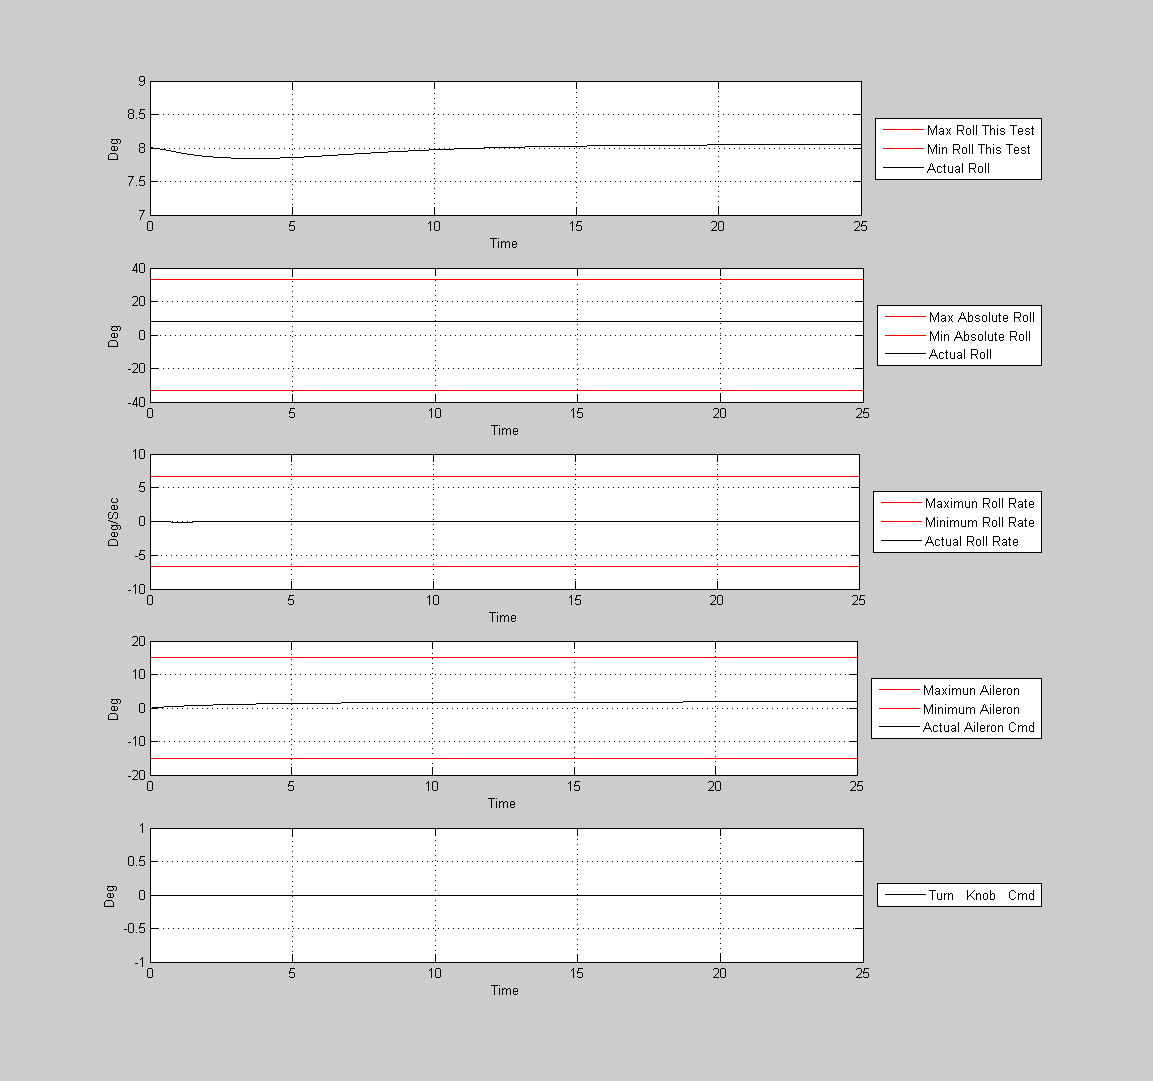 9
8.5
8
7.5
7
Deg
0 5 10 15 20 25
Time
Max Roll This Test
Min Roll This Test
Actual Roll
40
20
0
-20
-40
Deg
0 5 10 15 20 25
Time
Max Absolute Roll
Min Absolute Roll
Actual Roll
10
5
0
-5
-10
Deg/Sec
0 5 10 15 20 25
Time
Maximun Roll Rate
Minimum Roll Rate
Actual Roll Rate
20
10
0
-10
-20
Deg
0 5 10 15 20 25
Time
Maximun Aileron
Minimum Aileron
Actual Aileron Cmd
1
0.5
0
-0.5
-1
Deg
0 5 10 15 20 25
Time
Turn Knob Cmd